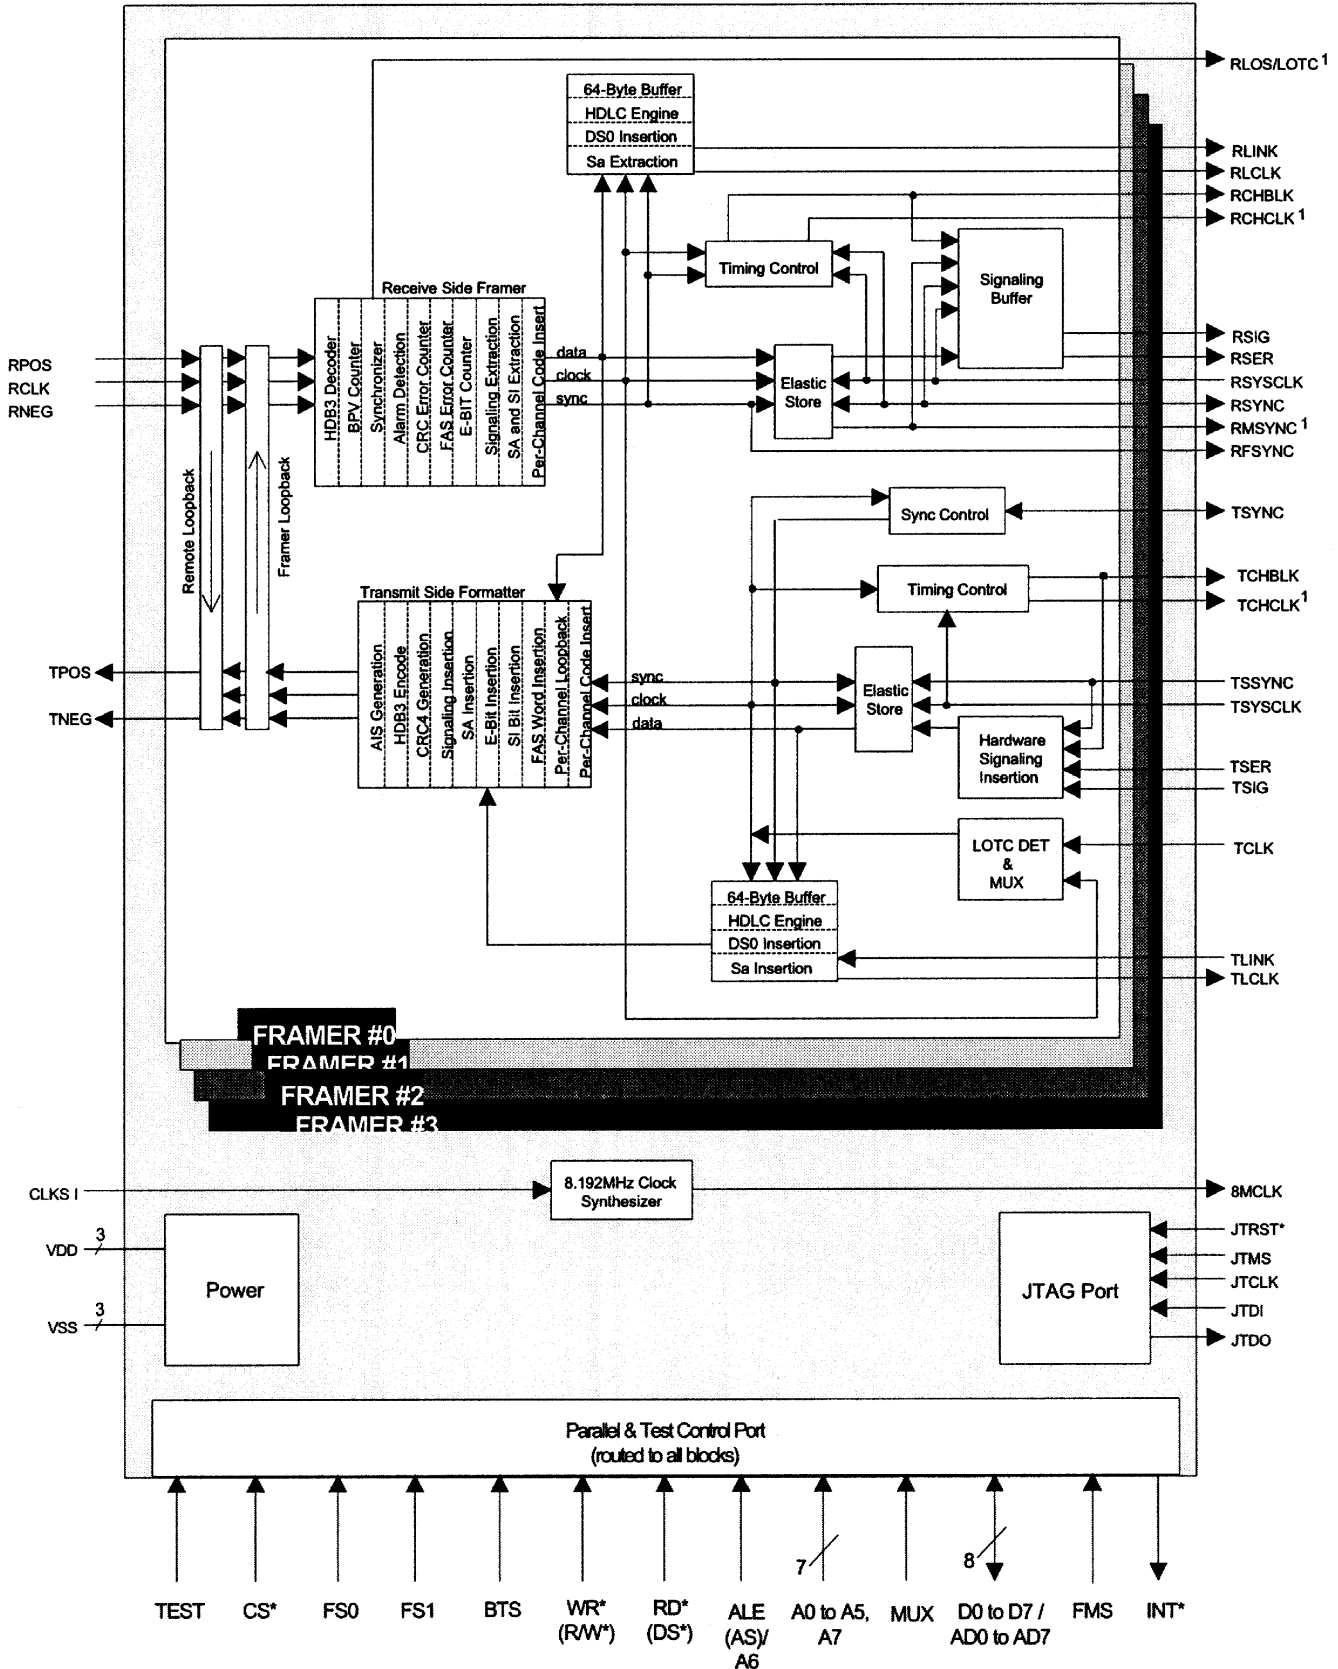 RLOS/LOTC 1
64-Byte Buffer
HDLC Engine
DS0 Insertion
Sa Extraction
RLINK
RLCLK
RCHBLK
RCHCLK 1
Timing Control
Signaling
Buffer
Receive Side Framer
HDB3 Decoder
BPV Counter
Synchronizer
Alarm Detection
CRC Error Counter
FAS Error Counter
E-BIT Counter
Signaling Extraction
SA and SI Extraction
Per-Channel Code Insert
data
clock
sync
Elastic
Store
RPOS
RCLK
RNEG
RSIG
RSER
RSYSCLK
RSYNC
RMSYNC 1
RFSYNC
Remote Loopback
Framer Loopback
Sync Control
TSYNC
Timing Control
TCHBLK
TCHCLK 1
Transmit Side Formatter
AIS Generation
HDB3 Encode
CRC4 Generation
Signaling Insertion
SA Insertion
E-Bit Insertion
SI Bit Insertion
FAS Word Insertion
Per-Channel Loopback
Per-Channel Code Insert
sync
clock
data
Elastic
Store
TPOS
TNEG
TSSYNC
TSYSCLK
Hardware
Signaling
Insertion
TSER
TSIG
LOTC DET
&
MUX
TCLK
64-Byte Buffer
HDLC Engine
DS0 Insertion
Sa Insertion
TLINK
TLCLK
FRAMER #0
FRAMER #1
FRAMER #2
FRAMER #3
CLKS I
8.192MHz Clock
Synthesizer
8MCLK
VDD
3
VSS
3
Power
JTAG Port
JTRST*
JTMS
JTCLK
JTDI
JTDO
Parallel & Test Control Port
(routed to all blocks)
7
8
TEST
CS*
FS0
FS1
BTS
WR*
(R/W*)
RD*
(DS*)
ALE
(AS)/
A6
A0 to A5,
A7
MUX
D0 to D7 /
AD0 to AD7
FMS
INT*